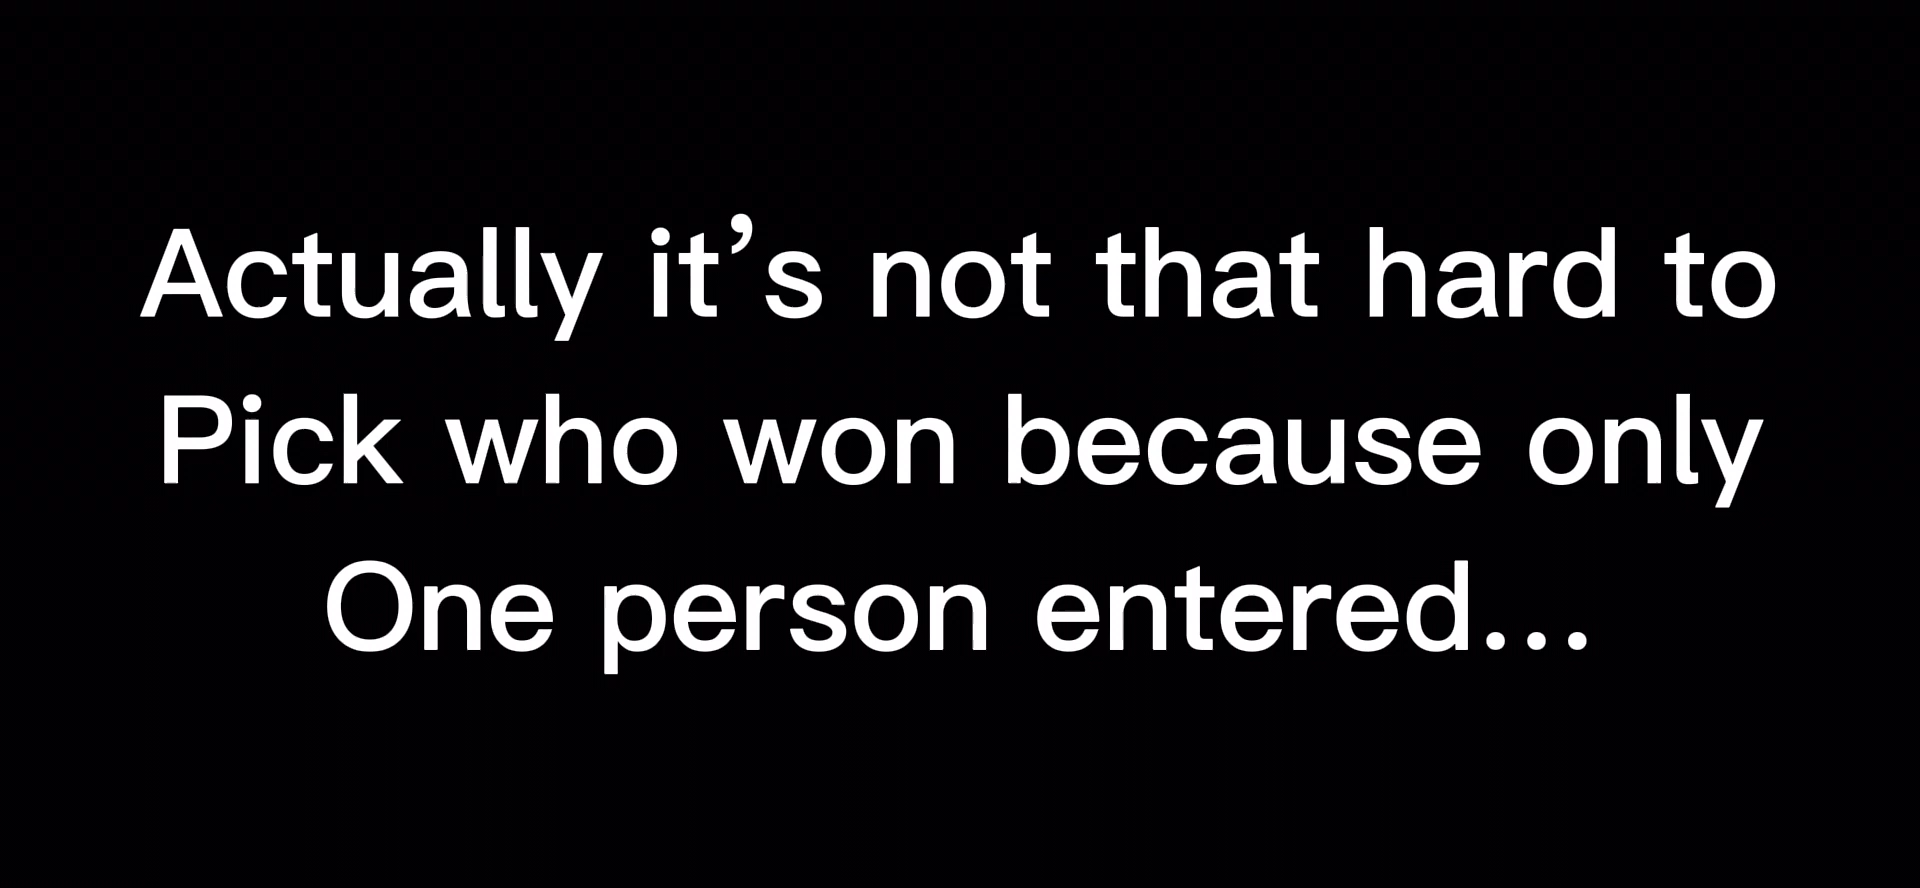 Actually it’s not that hard to
Pick who won because only
One person entered...